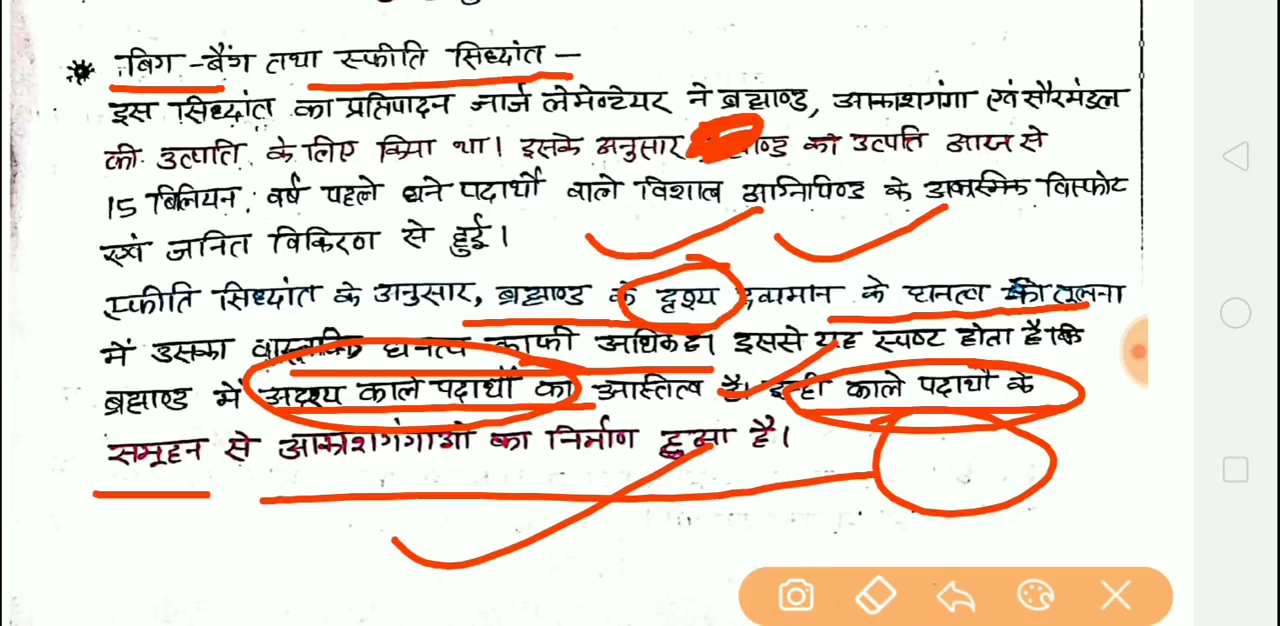 बिग-बैंग तथा स्फीति सिध्दांत -
इस सिध्दांत का प्रतिपादन जार्ज लेमेन्टेयर ने ब्रह्माण्ड, आकाशगंगा एवं सौरमंडल
की उत्पति के लिए किया था। इसके अनुसार की उत्पति आज से
15 बिलियन वर्ष पहले घने पदार्थो वाले विशाल अग्निपिण्ड के आकस्मिक विस्फोट
एवं जनित विकिरण से हुई।
स्फीति सिध्दांत के अनुसार, ब्रह्माण्ड के दृश्य द्रव्यमान के घनत्व की तुलना
में उसका वास्तविक घनत्व काफी अधिक है। इससे यह स्पष्ट होता है कि
ब्रह्माण्ड में अदृश्य काले पदार्थो का अस्तित्व है। इन्ही काले पदार्थो के
समूहन से आकाशगंगाओं का निर्माण हुआ है।